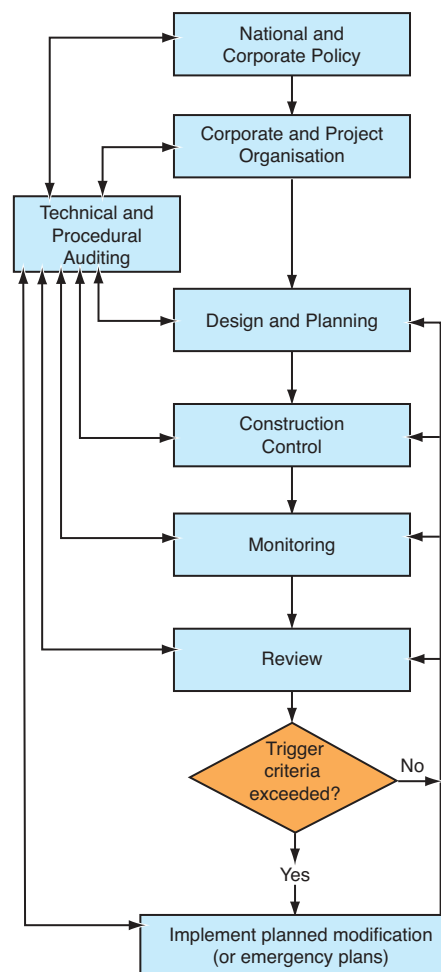 National and
Corporate Policy
Corporate and Project
Organisation
Technical and
Procedural
Auditing
Design and Planning
Construction
Control
Monitoring
Review
Trigger
criteria
exceeded?
No
Yes
Implement planned modification
(or emergency plans)